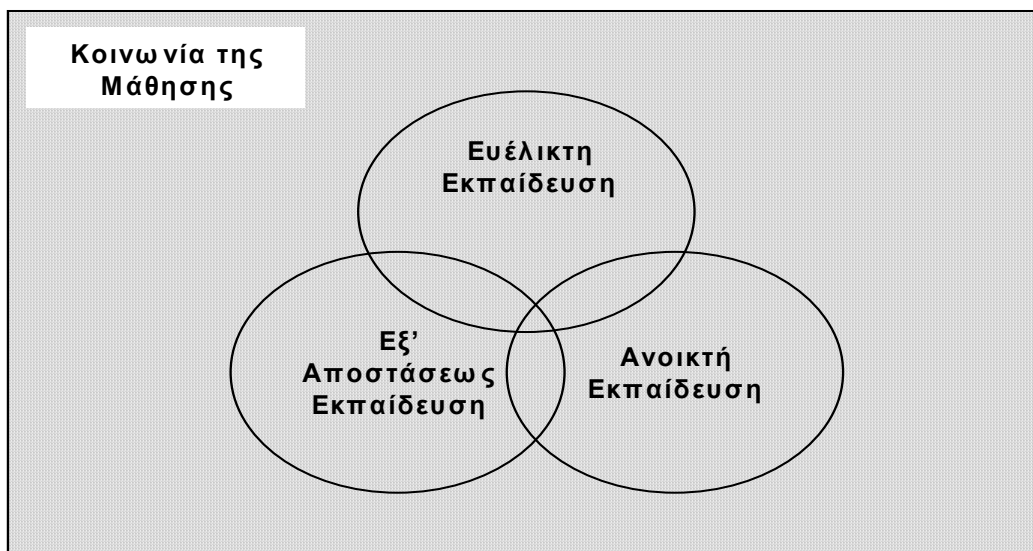 Κοινωνία της
Μάθησης
Ευέλικτη
Εκπαίδευση
Εξ’
Αποστάσεως
Εκπαίδευση
Ανοικτή
Εκπαίδευση